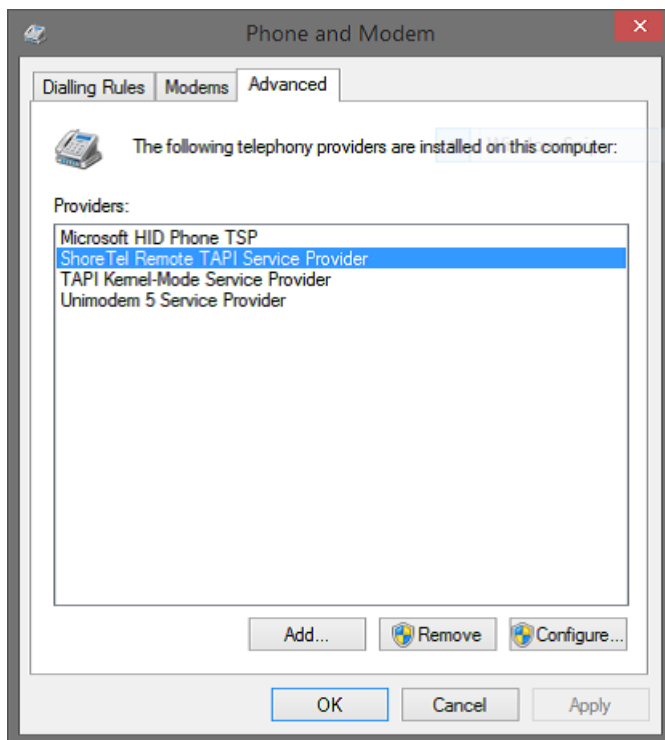 Phone and Modem
Dialling Rules Modems Advanced
The following telephony providers are installed on this computer:
Providers:
Microsoft HID Phone TSP
ShoreTel Remote TAPI Service Provider
TAPI Kernel-Mode Service Provider
Unimodem 5 Service Provider
Add... Remove Configure...
OK Cancel Apply